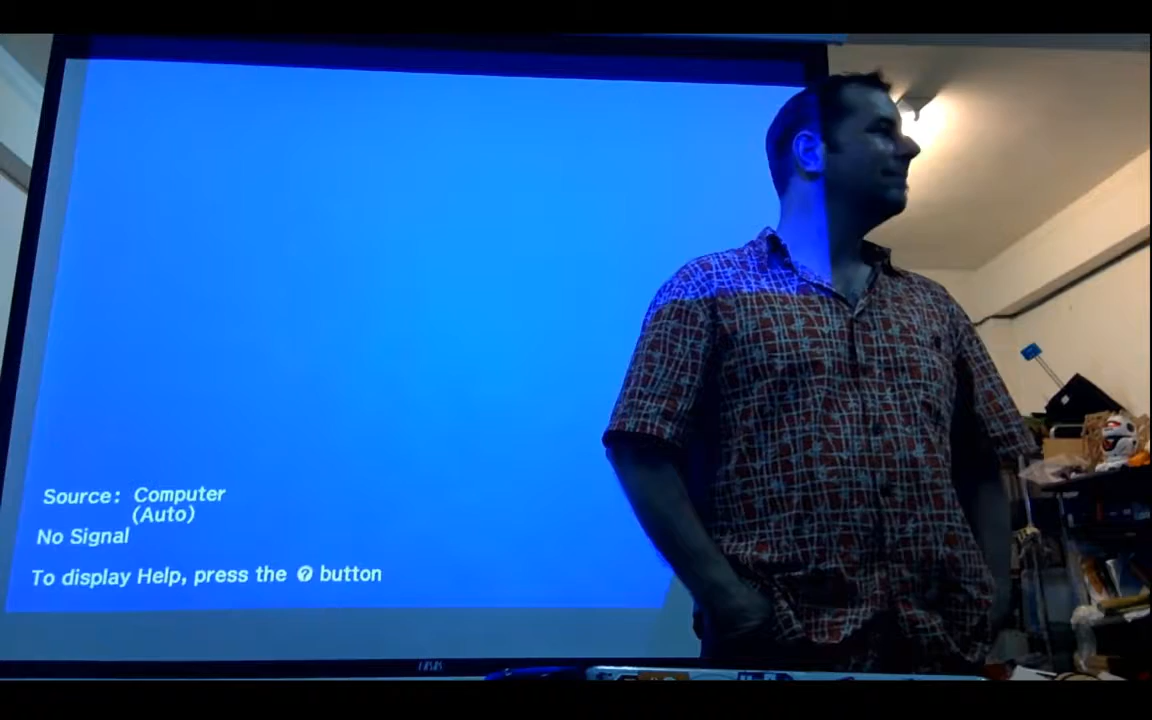 Source: Computer
(Auto)
No Signal
To display Help, press the ? button